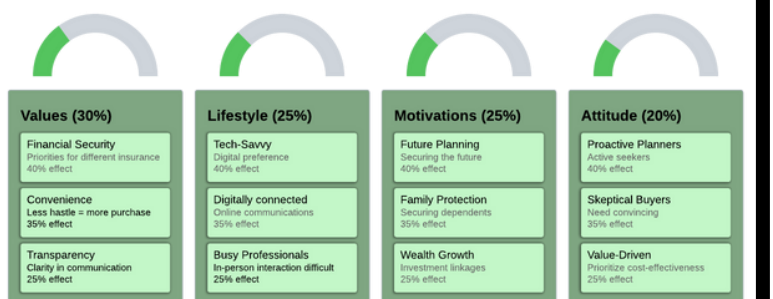 Values (30%)
Financial Security
Priorities for different insurance
40% effect
Convenience
Less hastle = more purchase
35% effect
Transparency
Clarity in communication
25% effect
Lifestyle (25%)
Tech-Savvy
Digital preference
40% effect
Digitally connected
Online communications
35% effect
Busy Professionals
In-person interaction difficult
25% effect
Motivations (25%)
Future Planning
Securing the future
40% effect
Family Protection
Securing dependents
35% effect
Wealth Growth
Investment linkages
25% effect
Attitude (20%)
Proactive Planners
Active seekers
40% effect
Skeptical Buyers
Need convincing
35% effect
Value-Driven
Prioritize cost-effectiveness
25% effect